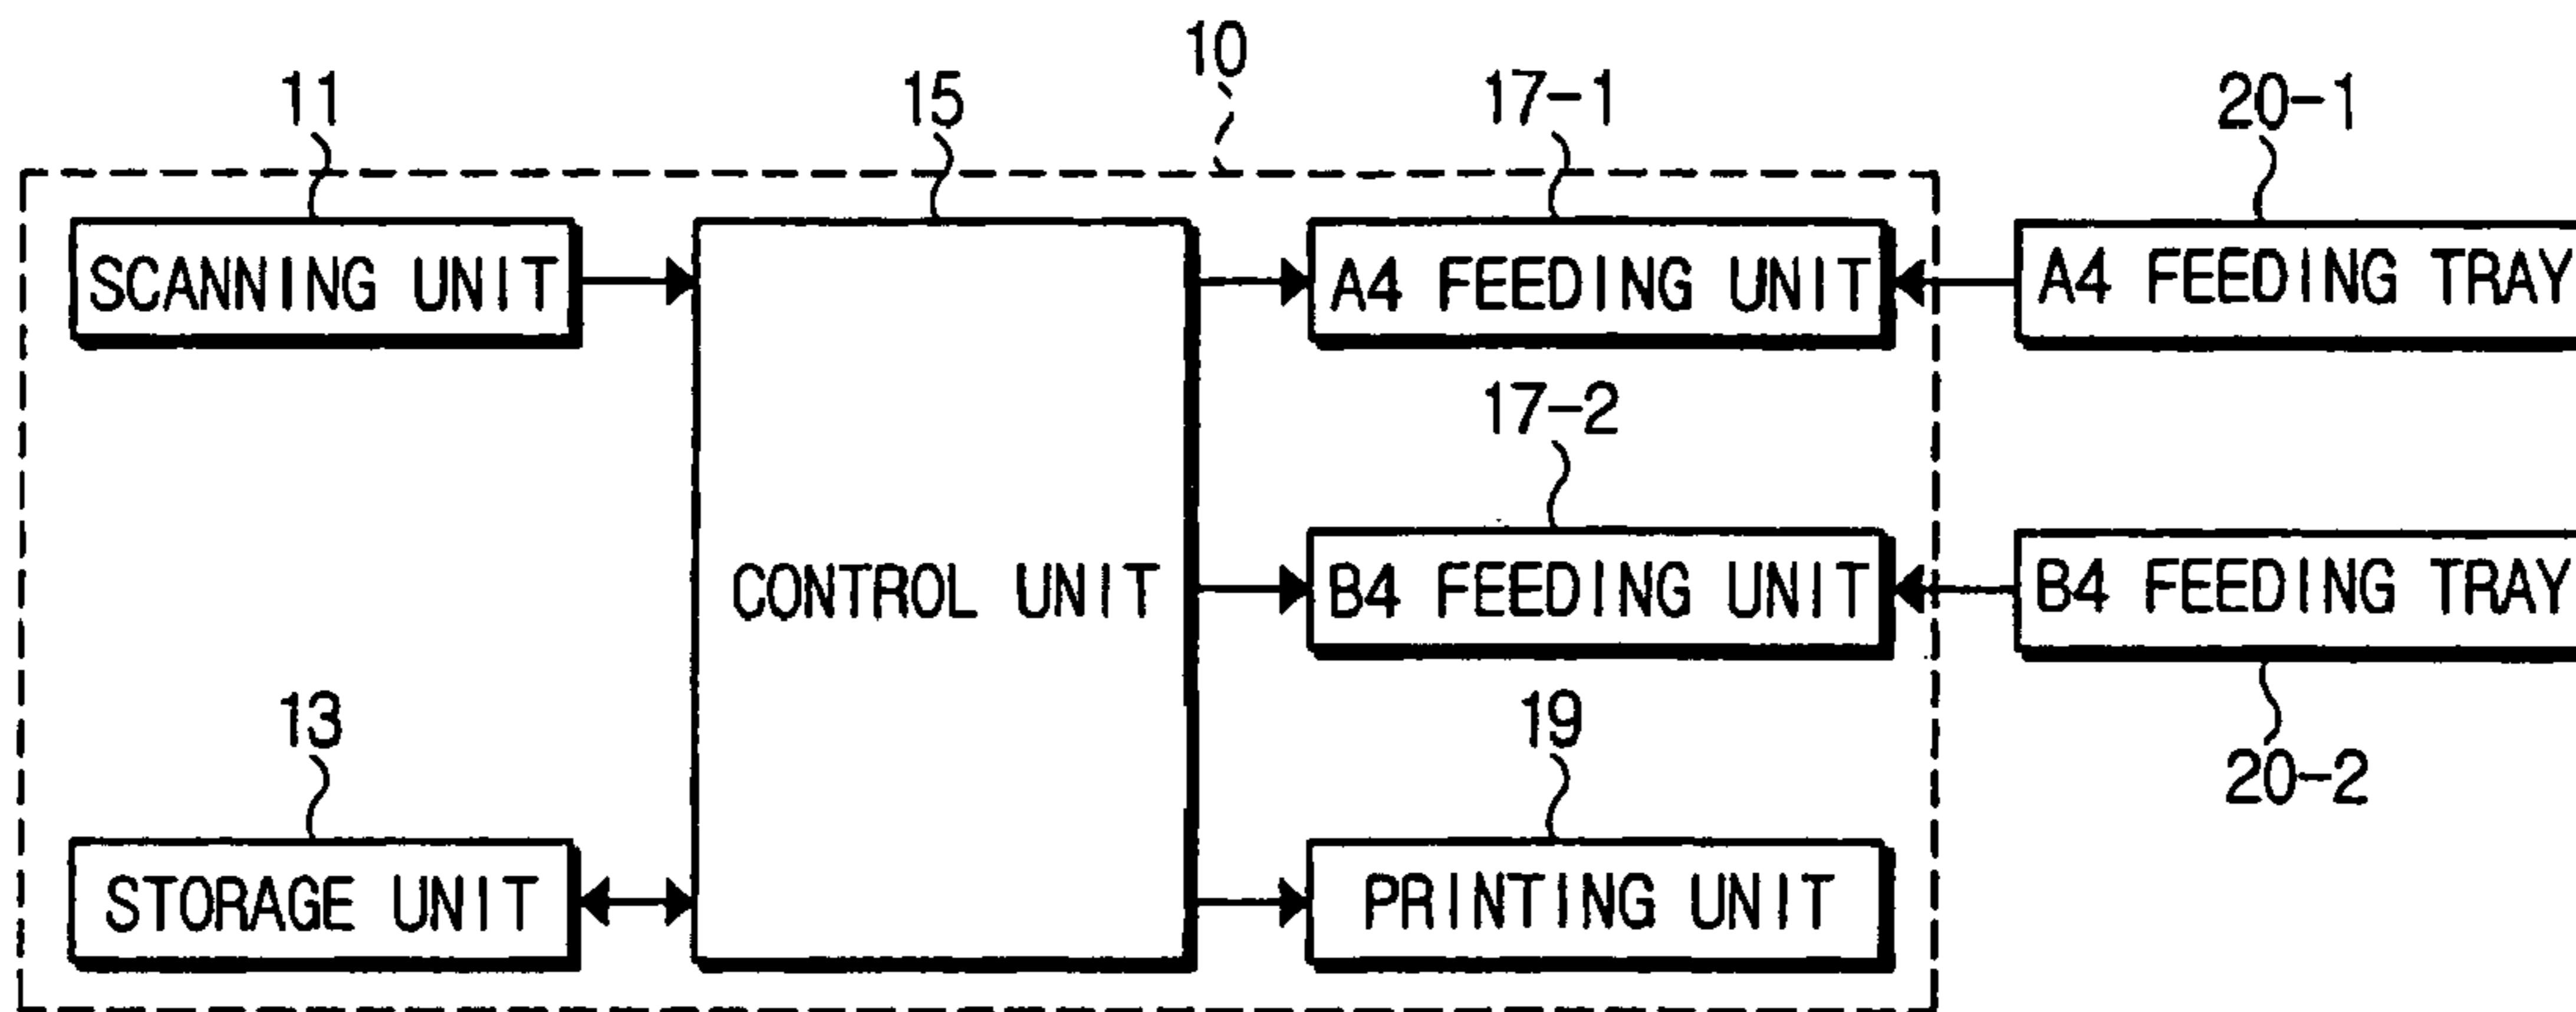 10
11
15
17-1
20-1
SCANNING UNIT
A4 FEEDING UNIT
A4 FEEDING TRAY
17-2
CONTROL UNIT
B4 FEEDING UNIT
B4 FEEDING TRAY
13
19
20-2
STORAGE UNIT
PRINTING UNIT